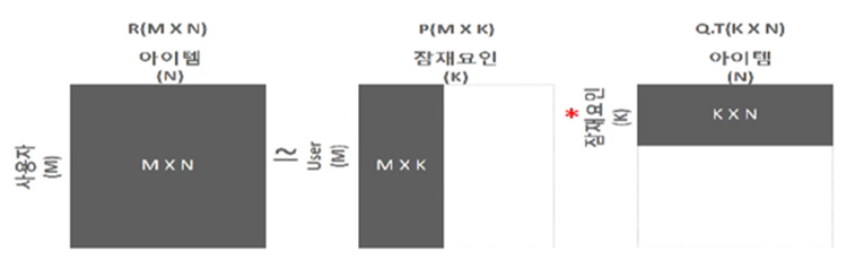 R(M X N)
아이템
(N)
사용자
(M)
M X N
≃
P(M X K)
잠재요인
(K)
User
(M)
M X K
*
Q.T(K X N)
아이템
(N)
잠재요인
(K)
K X N